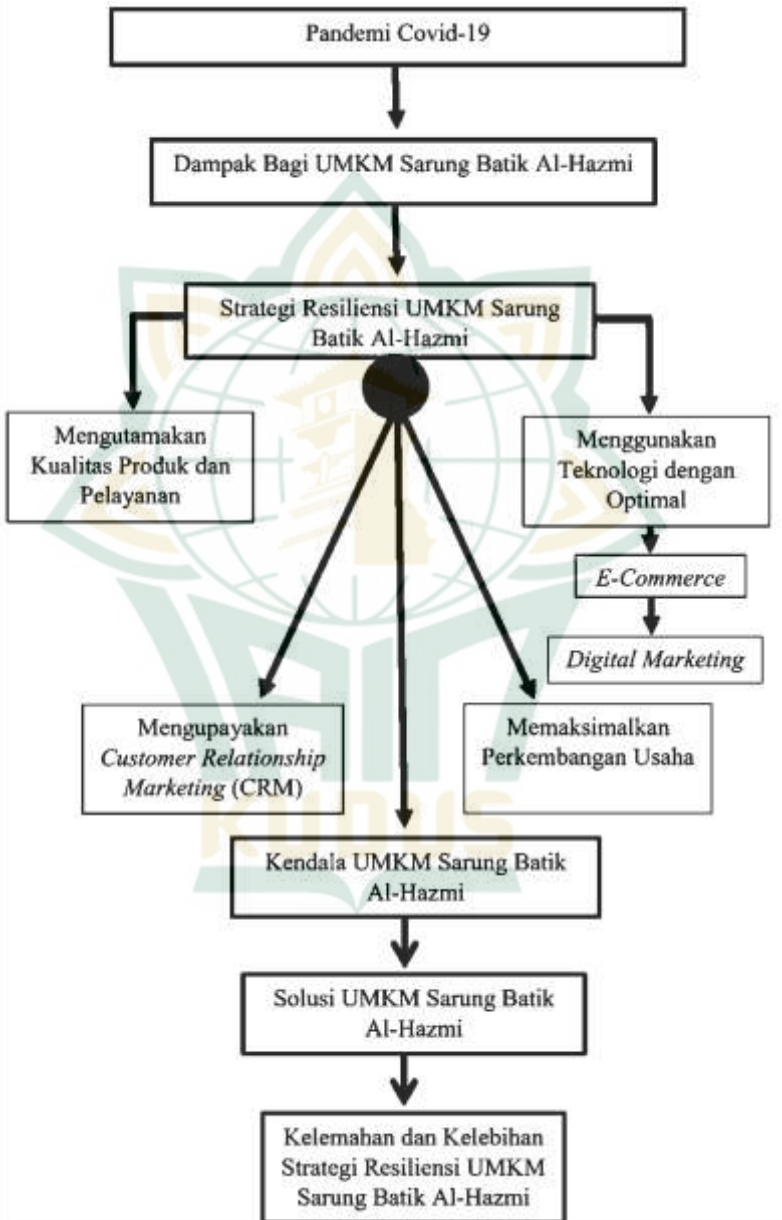 Pandemi Covid-19
Dampak Bagi UMKM Sarung Batik Al-Hazmi
Strategi Resiliensi UMKM Sarung
Batik Al-Hazmi
Mengutamakan
Kualitas Produk dan
Pelayanan
Menggunakan
Teknologi dengan
Optimal
E-Commerce
Digital Marketing
Mengupayakan
Customer Relationship
Marketing (CRM)
Memaksimalkan
Perkembangan Usaha
KUDUS
Kendala UMKM Sarung Batik
Al-Hazmi
Solusi UMKM Sarung Batik
Al-Hazmi
Kelemahan dan Kelebihan
Strategi Resiliensi UMKM
Sarung Batik Al-Hazmi